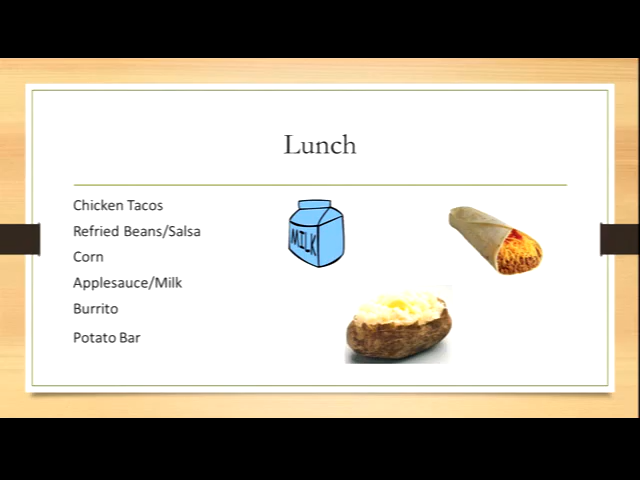 Lunch
Chicken Tacos
Refried Beans/Salsa
Corn
Applesauce/Milk
Burrito
Potato Bar
MILK